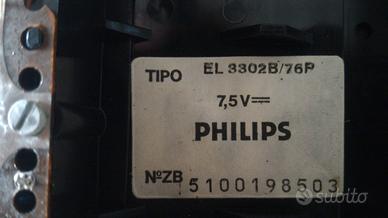 TIPO EL 3302B/76P
7,5V⎓
PHILIPS
NºZB 5100198503
subito